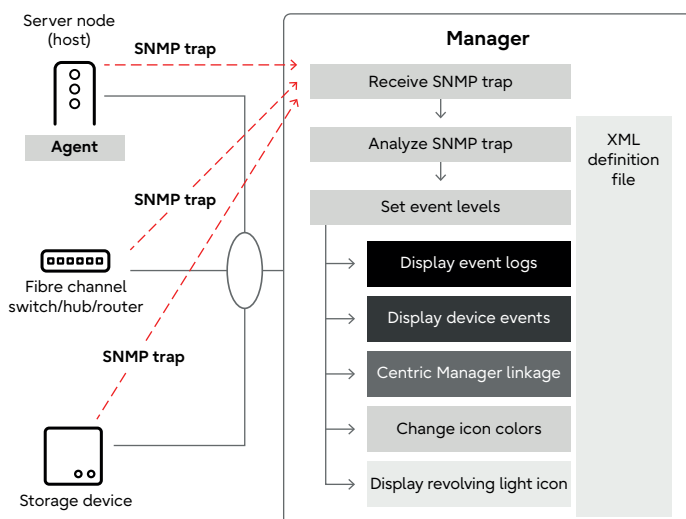 Server node
(host)
SNMP trap
Agent
SNMP trap
Fibre channel
switch/hub/router
SNMP trap
Storage device
Manager
Receive SNMP trap
Analyze SNMP trap
Set event levels
Display event logs
Display device events
Centric Manager linkage
Change icon colors
Display revolving light icon
XML
definition
file